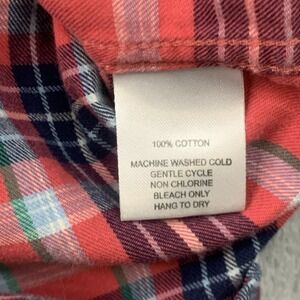 100% COTTON
MACHINE WASHED COLD
GENTLE CYCLE
NON CHLORINE
BLEACH ONLY
HANG TO DRY